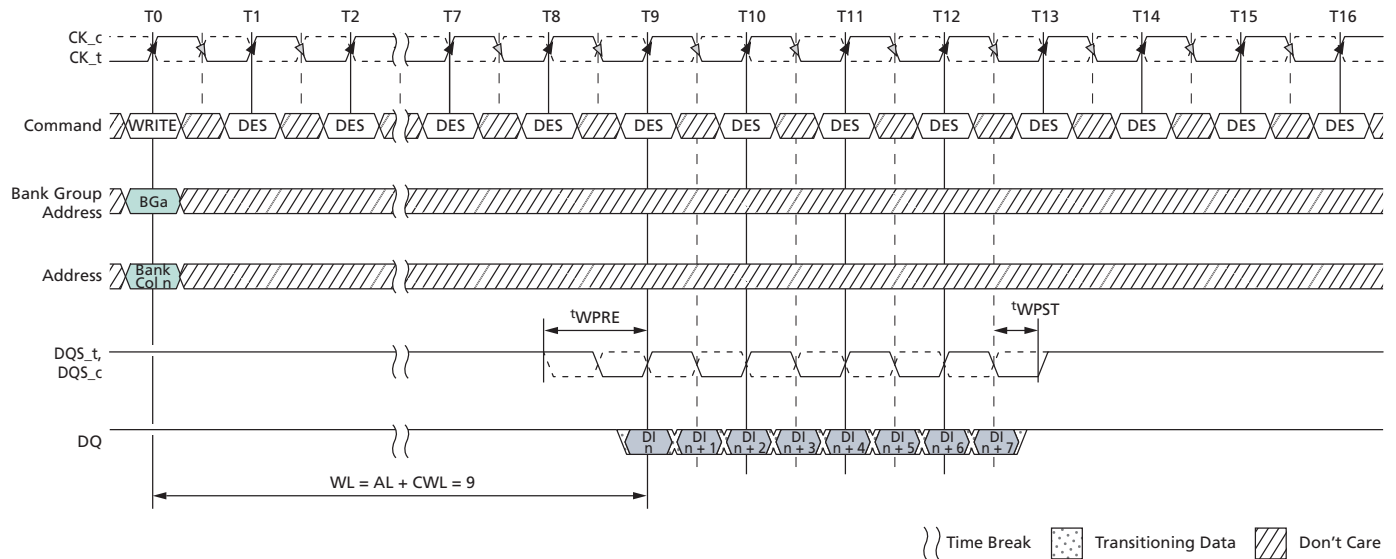 T0 T1 T2 T7 T8 T9 T10 T11 T12 T13 T14 T15 T16
CK_c
CK_t
Command WRITE DES DES DES DES DES DES DES DES DES DES DES DES
Bank Group
Address
BGa
Address
Bank
Col n
tWPRE tWPST
DQS_t,
DQS_c
DQ
DI
n
DI
n + 1
DI
n + 2
DI
n + 3
DI
n + 4
DI
n + 5
DI
n + 6
DI
n + 7
WL = AL + CWL = 9
Time Break Transitioning Data Don't Care